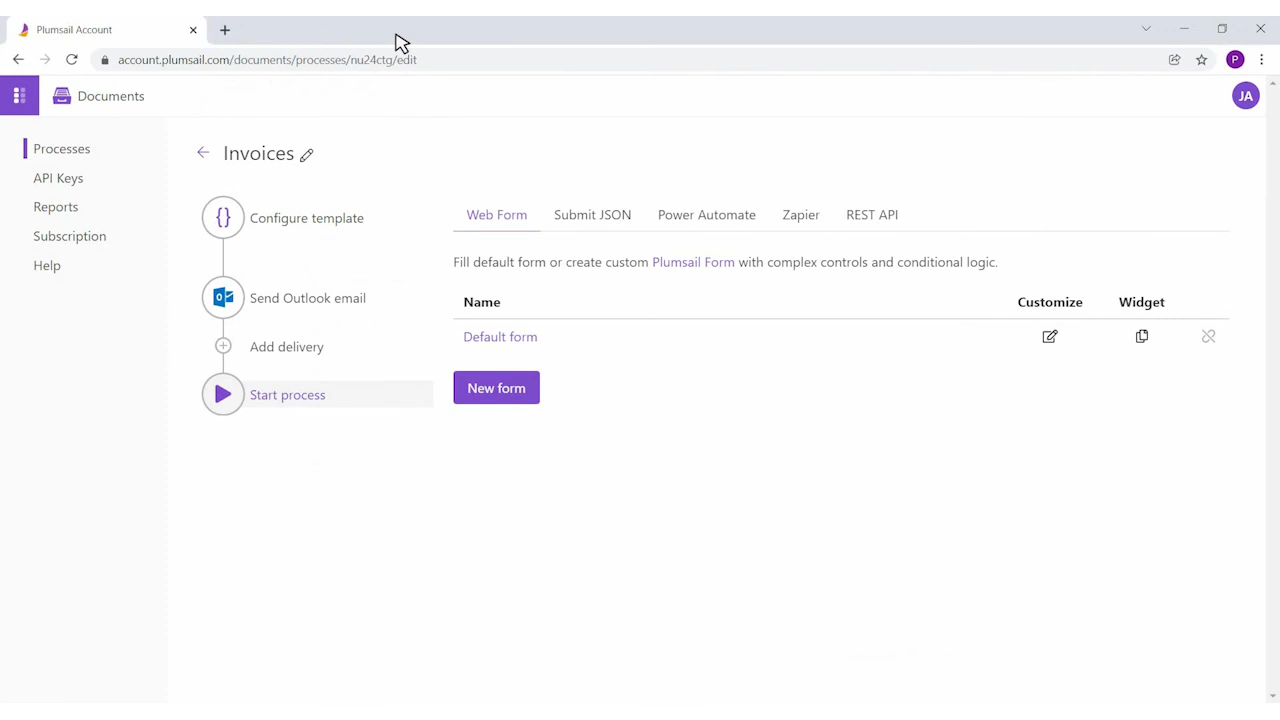 Plumsail Account
account.plumsail.com/documents/processes/nu24ctg/edit
P
Documents
JA
Processes
API Keys
Reports
Subscription
Help
Invoices
{} Configure template
Send Outlook email
Add delivery
Start process
Web Form Submit JSON Power Automate Zapier REST API
Fill default form or create custom Plumsail Form with complex controls and conditional logic.
Name Customize Widget
Default form
New form